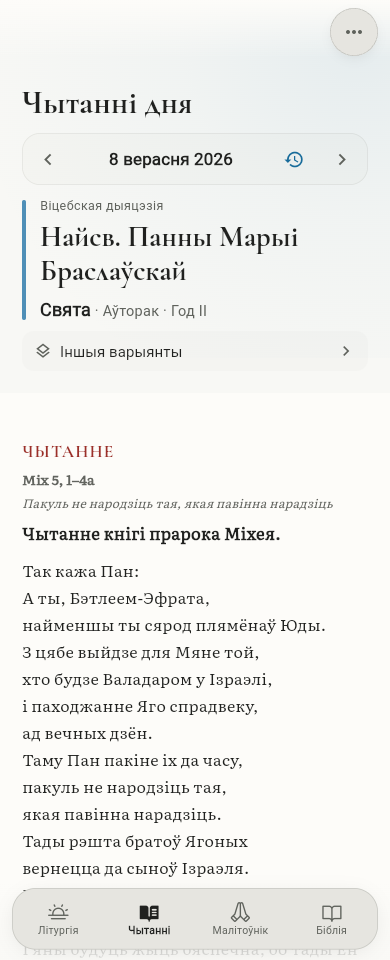 Чытанні дня
8 верасня 2026
Віцебская дыяцэзія
Найсв. Панны Марыі
Браслаўскай
Свята · Аўторак · Год II
Іншыя варыянты
ЧЫТАННЕ
Міх 5, 1–4а
Пакуль не народзіць тая, якая павінна нарадзіць
Чытанне кнігі прарока Міхея.
Так кажа Пан:
А ты, Бэтлеем-Эфрата,
найменшы ты сярод плямёнаў Юды.
З цябе выйдзе для Мяне той,
хто будзе Валадаром у Ізраэлі,
і паходжанне Яго спрадвеку,
ад вечных дзён.
Таму Пан пакіне іх да часу,
пакуль не народзіць тая,
якая павінна нарадзіць.
Тады рэшта братоў Ягоных
вернецца да сыноў Ізраэля.
Літургія
Чытанні
Малітоўнік
Біблія